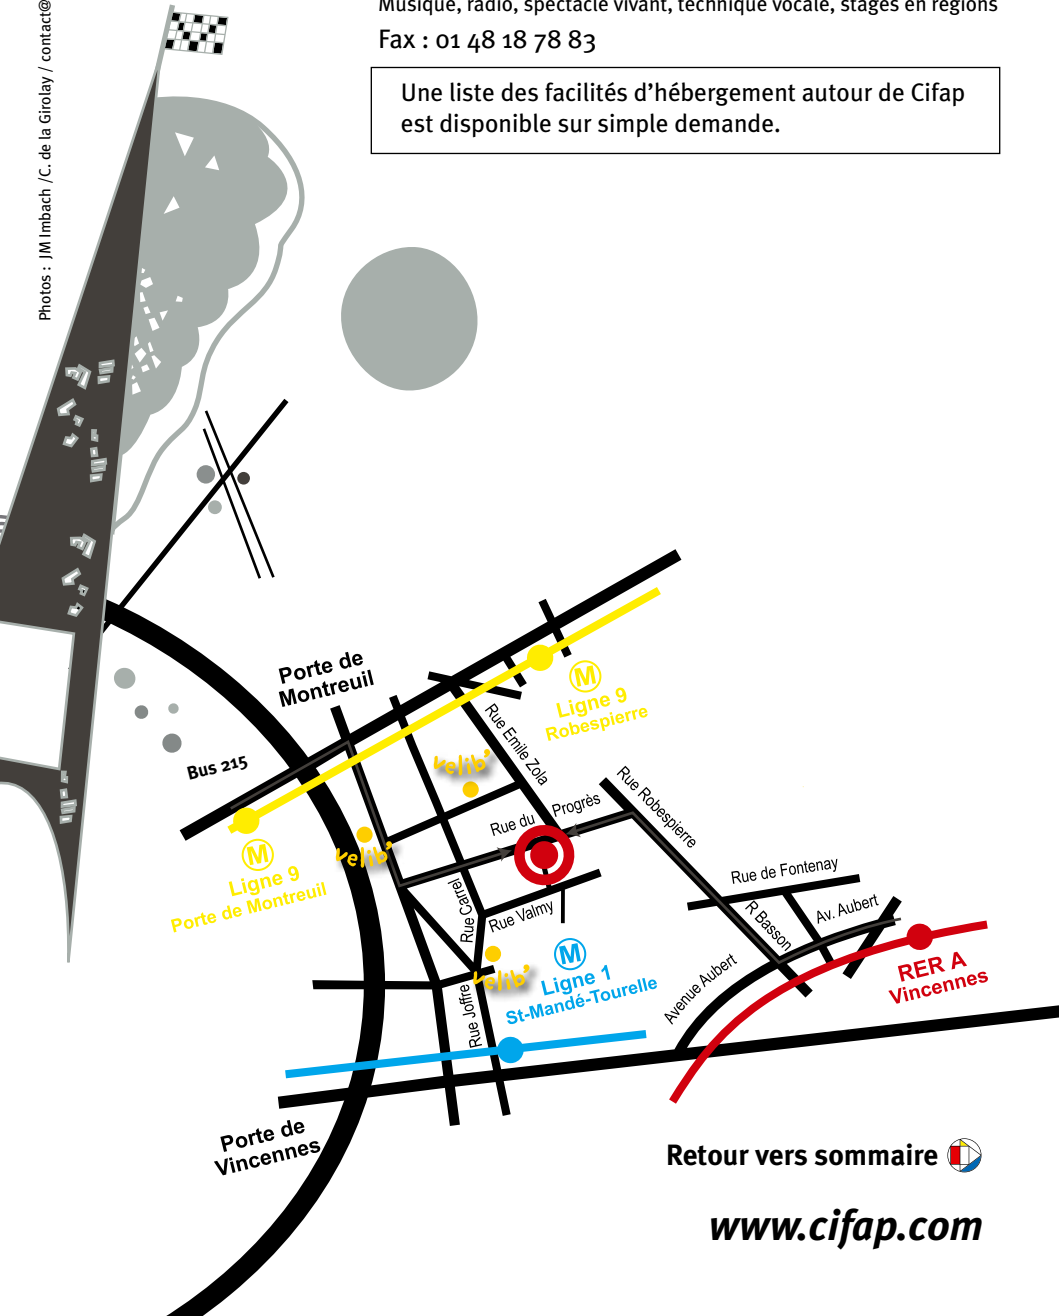 Musique, radio, spectacle vivant, technique vocale, stages en régions
Fax : 01 48 18 78 83
Une liste des facilités d’hébergement autour de Cifap
est disponible sur simple demande.
Photos : JM Imbach /C. de la Girolay / contact@
Porte de
Montreuil
Bus 215
M
Ligne 9
Robespierre
Rue Emile Zola
velib’
Rue du Progrès
Rue Robespierre
velib’
M
Ligne 9
Porte de Montreuil
Rue Carrel
Rue Valmy
Rue de Fontenay
R Basson
Av. Aubert
Avenue Aubert
velib’
M
Ligne 1
St-Mandé-Tourelle
Rue Joffre
RER A
Vincennes
Porte de
Vincennes
Retour vers sommaire
www.cifap.com